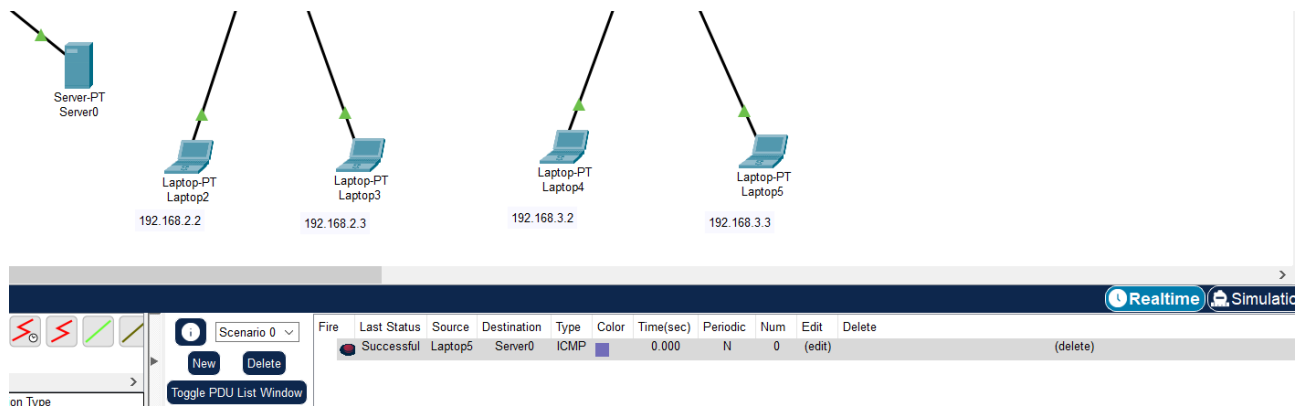 Server-PT
Server0
Laptop-PT
Laptop2
Laptop-PT
Laptop3
Laptop-PT
Laptop4
Laptop-PT
Laptop5
192.168.2.2
192.168.2.3
192.168.3.2
192.168.3.3
Realtime
Simulatio
Scenario 0
New Delete
Toggle PDU List Window
on Type
Fire Last Status Source Destination Type Color Time(sec) Periodic Num Edit Delete
Successful Laptop5 Server0 ICMP 0.000 N 0 (edit) (delete)